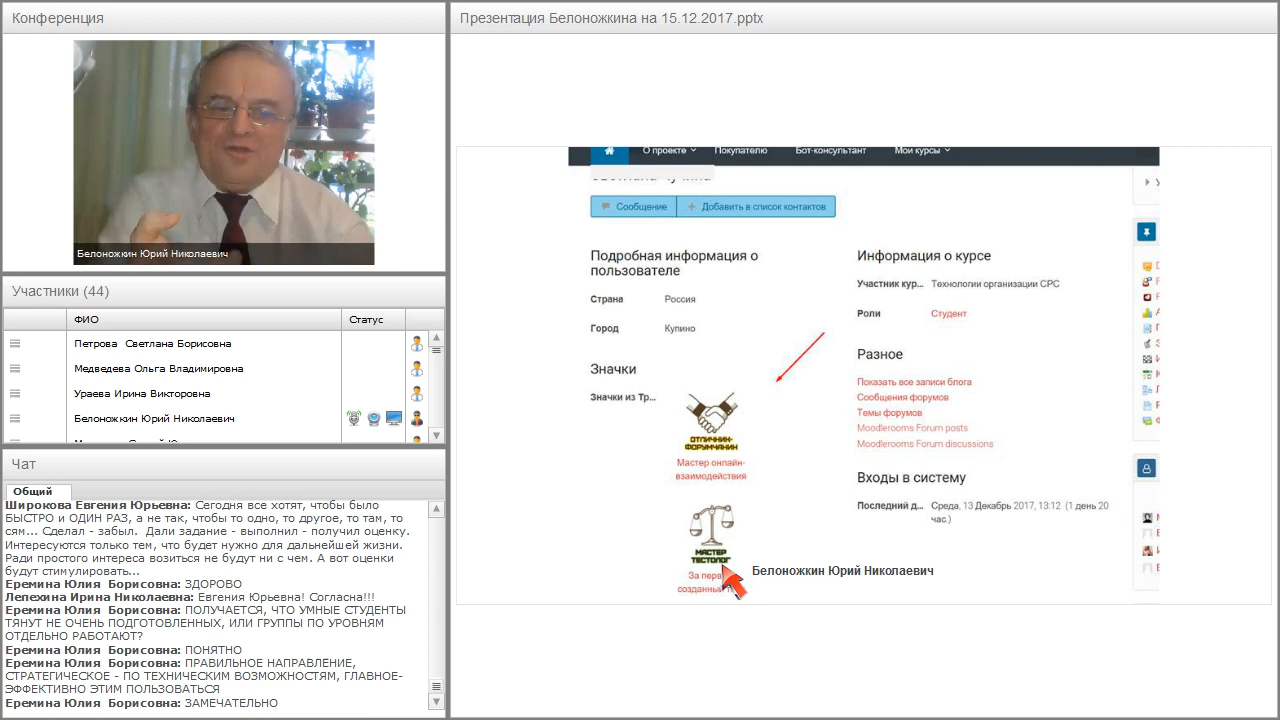 Конференция
Белоножкин Юрий Николаевич
Участники (44)
ФИО
Статус
Петрова Светлана Борисовна
Медведева Ольга Владимировна
Ураева Ирина Викторовна
Белоножкин Юрий Николаевич
Чат
Общий
Широкова Евгения Юрьевна: Сегодня все хотят, чтобы было
БЫСТРО и ОДИН РАЗ, а не так, чтобы то одно, то другое, то там, то
сям... Сделал - забыл. Дали задание - выполнил - получил оценку.
Интересуются только тем, что будет нужно для дальнейшей жизни.
Ради простого интереса возиться не будут ни с чем. А вот оценки
будут стимулировать...
Еремина Юлия Борисовна: ЗДОРОВО
Лепехина Ирина Николаевна: Евгения Юрьевна! Согласна!!!
Еремина Юлия Борисовна: ПОЛУЧАЕТСЯ, ЧТО УМНЫЕ СТУДЕНТЫ
ТЯНУТ НЕ ОЧЕНЬ ПОДГОТОВЛЕННЫХ, ИЛИ ГРУППЫ ПО УРОВНЯМ
ОТДЕЛЬНО РАБОТАЮТ?
Еремина Юлия Борисовна: ПОНЯТНО
Еремина Юлия Борисовна: ПРАВИЛЬНОЕ НАПРАВЛЕНИЕ,
СТРАТЕГИЧЕСКОЕ - ПО ТЕХНИЧЕСКИМ ВОЗМОЖНОСТЯМ, ГЛАВНОЕ-
ЭФФЕКТИВНО ЭТИМ ПОЛЬЗОВАТЬСЯ
Еремина Юлия Борисовна: ЗАМЕЧАТЕЛЬНО
Презентация Белоножкина на 15.12.2017.pptx
О проекте Покупателю Бот-консультант Мои курсы
Сообщение Добавить в список контактов
Подробная информация о
пользователе
Страна Россия
Город Купино
Значки
Значки из Тр...
ОТЛИЧНИК-
ФОРУМЧАНИН
Мастер онлайн-
взаимодействия
МАСТЕР
ТЕСТОЛОГ
За
созданный
Белоножкин Юрий Николаевич
Информация о курсе
Участник кур... Технологии организации СРС
Роли Студент
Разное
Показать все записи блога
Сообщения форумов
Темы форумов
Moodlerooms Forum posts
Moodlerooms Forum discussions
Входы в систему
Последний д... Среда, 13 Декабрь 2017, 13:12 (1 день 20
час.)